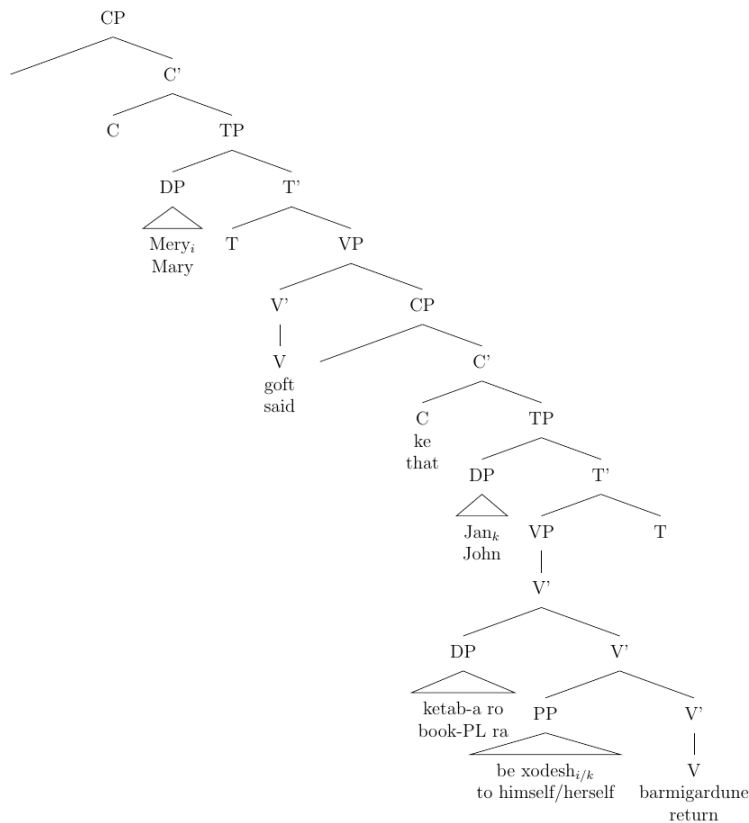 CP
C'
C TP
DP T'
Mery_i T VP
Mary
V' CP
V C'
goft
said
C TP
ke
that
DP T'
Jan_k VP T
John
V'
DP V'
ketab-a ro PP V'
book-PL ra
be xodesh_i/k V
to himself/herself barmigardune
return